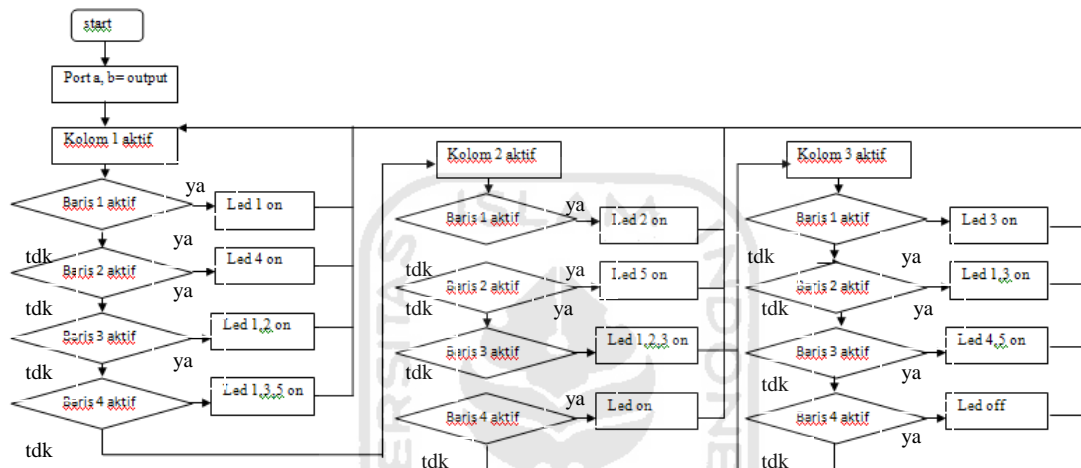 start
Port a, b= output
Kolom 1 aktif
Baris 1 aktif
ya
Led 1 on
tdk
Baris 2 aktif
ya
Led 4 on
tdk
Baris 3 aktif
ya
Led 1,2 on
tdk
Baris 4 aktif
ya
Led 1,3,5 on
tdk
Kolom 2 aktif
Baris 1 aktif
ya
Led 2 on
tdk
Baris 2 aktif
ya
Led 5 on
tdk
Baris 3 aktif
ya
Led 1,2,3 on
tdk
Baris 4 aktif
ya
Led on
tdk
Kolom 3 aktif
Baris 1 aktif
ya
Led 3 on
tdk
Baris 2 aktif
ya
Led 1,3 on
tdk
Baris 3 aktif
ya
Led 4,5 on
tdk
Baris 4 aktif
ya
Led off
tdk
ISLAM